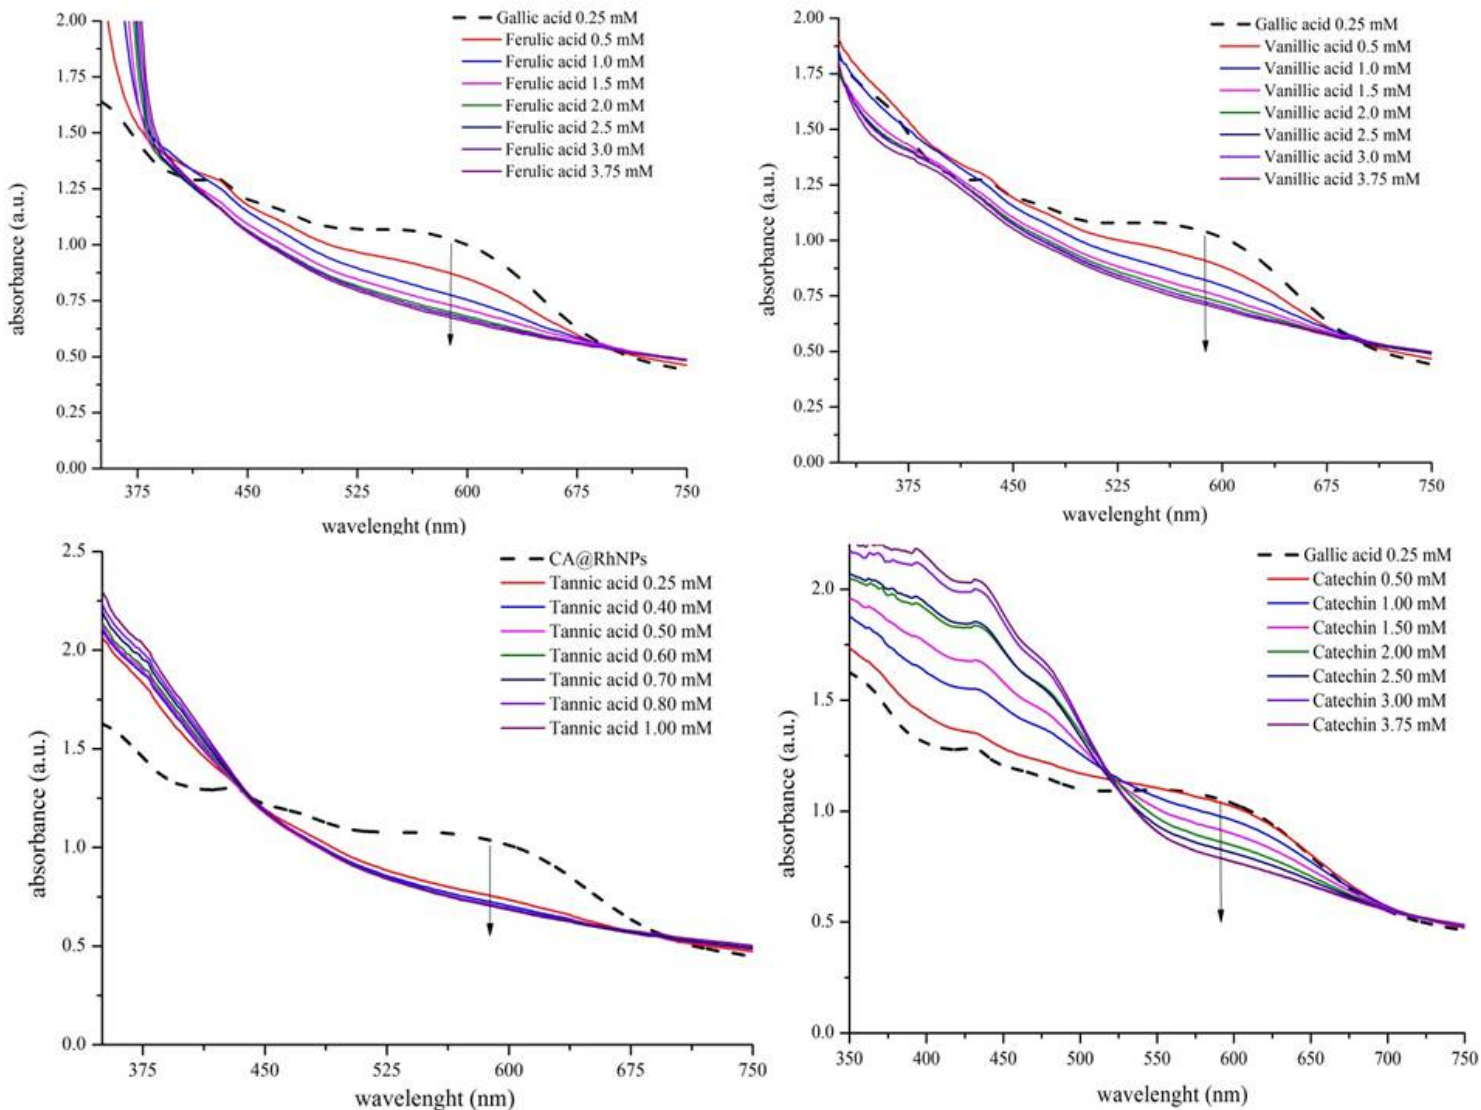 Gallic acid 0.25 mM
Ferulic acid 0.5 mM
Ferulic acid 1.0 mM
Ferulic acid 1.5 mM
Ferulic acid 2.0 mM
Ferulic acid 2.5 mM
Ferulic acid 3.0 mM
Ferulic acid 3.75 mM
2.00
1.75
1.50
1.25
1.00
0.75
0.50
0.25
0.00
absorbance (a.u.)
375
450
525
600
675
750
wavelenght (nm)
Gallic acid 0.25 mM
Vanillic acid 0.5 mM
Vanillic acid 1.0 mM
Vanillic acid 1.5 mM
Vanillic acid 2.0 mM
Vanillic acid 2.5 mM
Vanillic acid 3.0 mM
Vanillic acid 3.75 mM
2.00
1.75
1.50
1.25
1.00
0.75
0.50
0.25
0.00
absorbance (a.u.)
375
450
525
600
675
750
wavelenght (nm)
CA@RhNPs
Tannic acid 0.25 mM
Tannic acid 0.40 mM
Tannic acid 0.50 mM
Tannic acid 0.60 mM
Tannic acid 0.70 mM
Tannic acid 0.80 mM
Tannic acid 1.00 mM
2.5
2.0
1.5
1.0
0.5
0.0
absorbance (a.u.)
375
450
525
600
675
750
wavelenght (nm)
Gallic acid 0.25 mM
Catechin 0.50 mM
Catechin 1.00 mM
Catechin 1.50 mM
Catechin 2.00 mM
Catechin 2.50 mM
Catechin 3.00 mM
Catechin 3.75 mM
2.0
1.5
1.0
0.5
0.0
absorbance (a.u.)
350
400
450
500
550
600
650
700
750
wavelenght (nm)